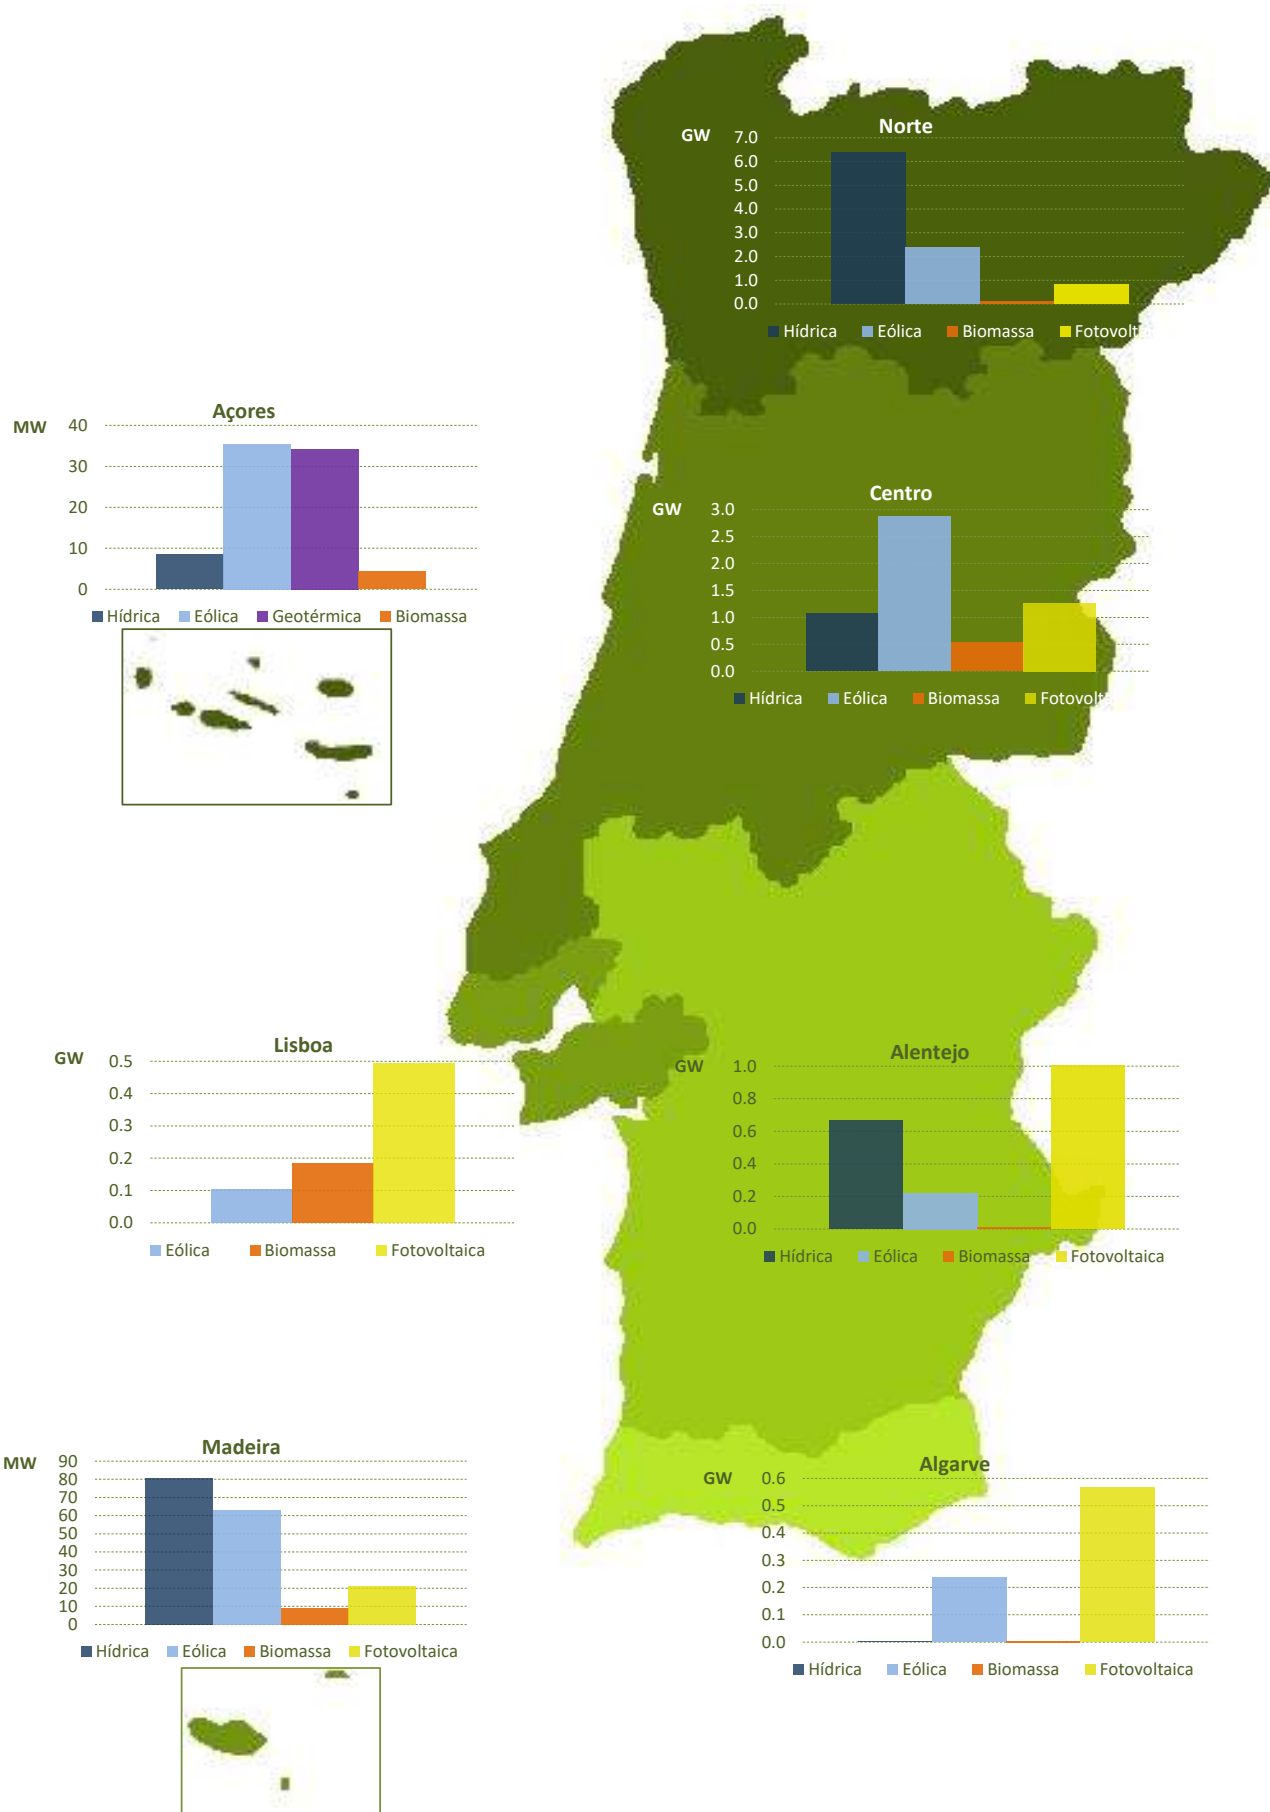 Norte
GW
7.0
6.0
5.0
4.0
3.0
2.0
1.0
0.0
Hídrica Eólica Biomassa Fotovolt
Açores
MW
40
30
20
10
0
Hídrica Eólica Geotérmica Biomassa
Centro
GW
3.0
2.5
2.0
1.5
1.0
0.5
0.0
Hídrica Eólica Biomassa Fotovolt
Lisboa
GW
0.5
0.4
0.3
0.2
0.1
0.0
Eólica Biomassa Fotovoltaica
Alentejo
GW
1.0
0.8
0.6
0.4
0.2
0.0
Hídrica Eólica Biomassa Fotovoltaica
Madeira
MW
90
80
70
60
50
40
30
20
10
0
Hídrica Eólica Biomassa Fotovoltaica
Algarve
GW
0.6
0.5
0.4
0.3
0.2
0.1
0.0
Hídrica Eólica Biomassa Fotovoltaica